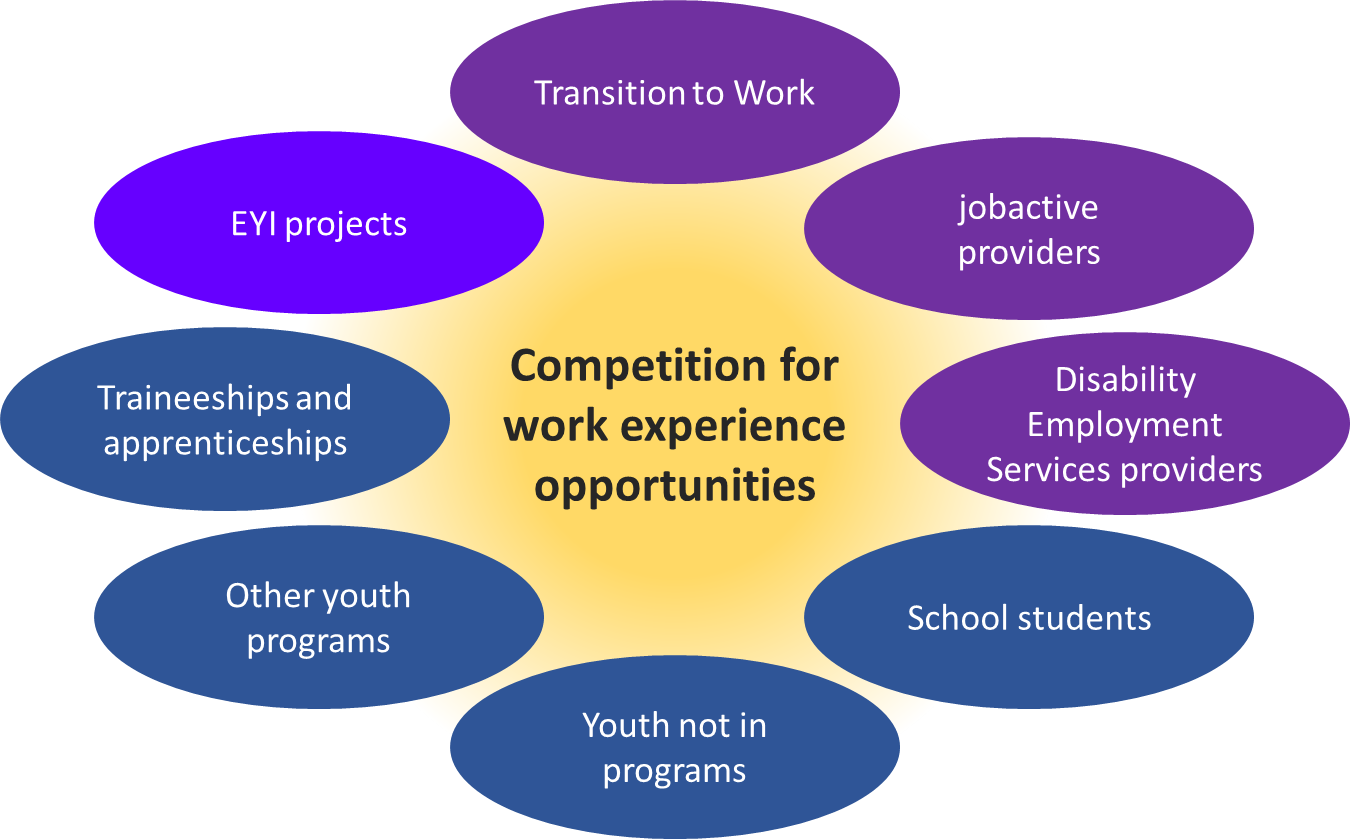 Transition to Work
EYI projects
jobactive
providers
Competition for
work experience
opportunities
Traineeships and
apprenticeships
Disability
Employment
Services providers
Other youth
programs
School students
Youth not in
programs